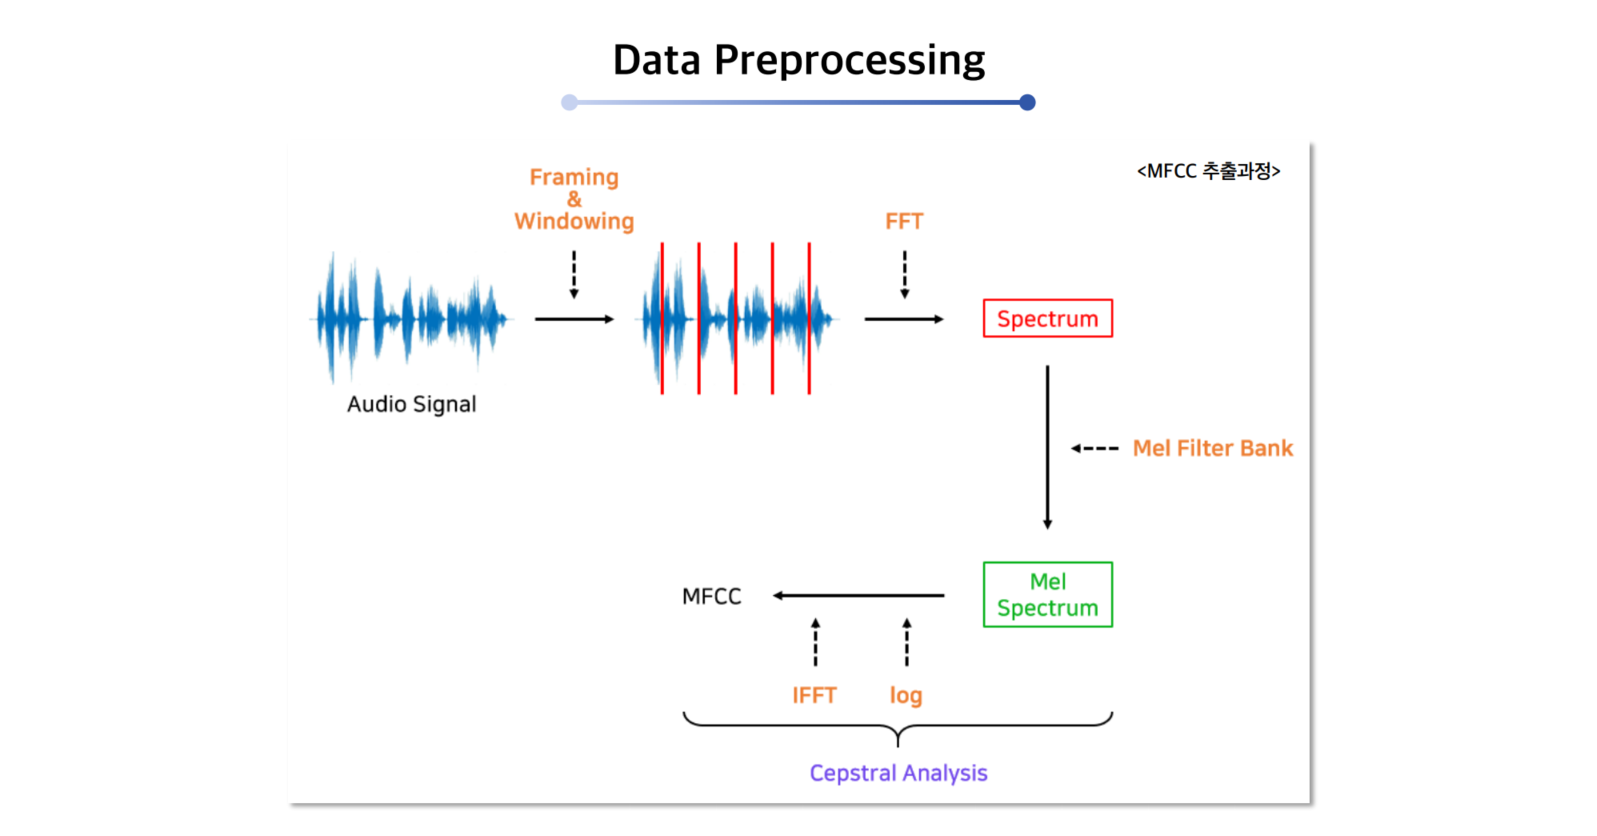 Data Preprocessing
<MFCC 추출과정>
Framing
&
Windowing
FFT
Audio Signal
Spectrum
Mel Filter Bank
Mel
Spectrum
MFCC
IFFT
log
Cepstral Analysis